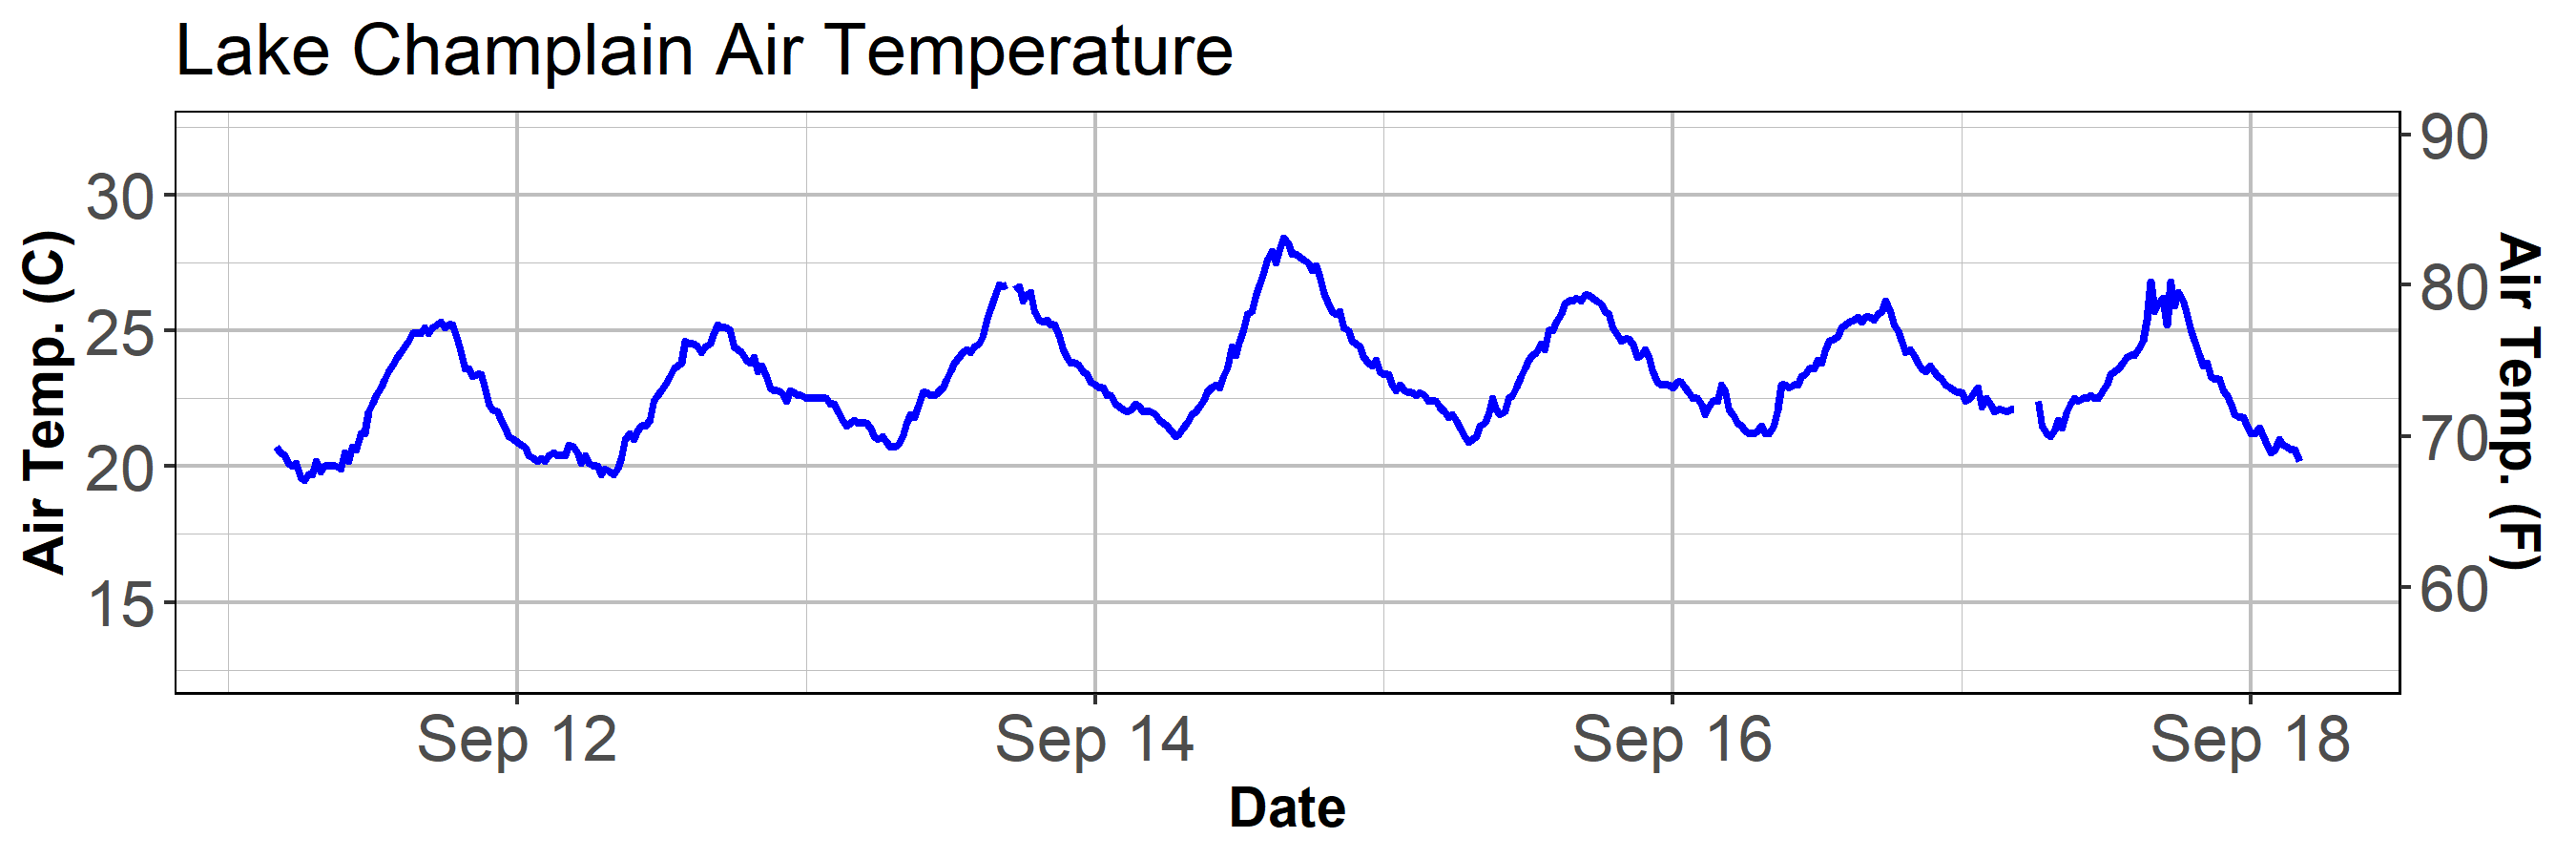 Lake Champlain Air Temperature
Air Temp. (C)
30
25
20
15
90
80
70
60
Air Temp. (F)
Sep 12
Sep 14
Sep 16
Sep 18
Date